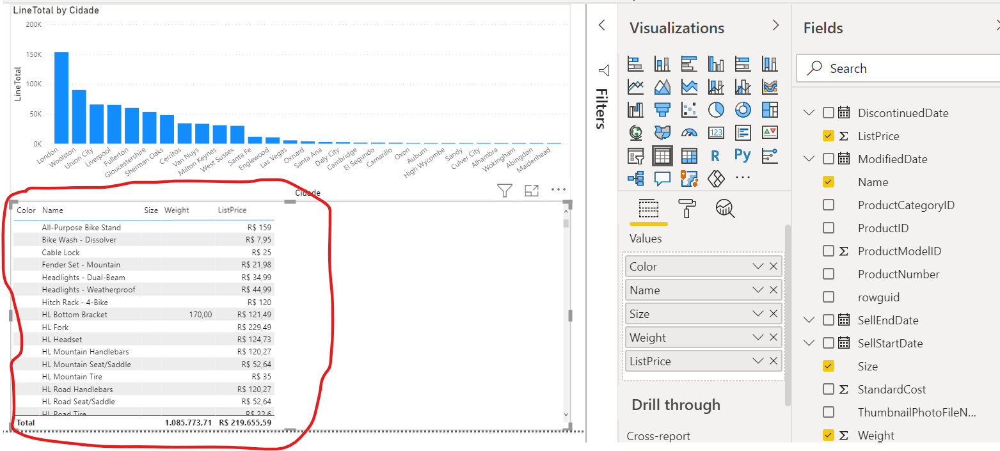 LineTotal by Cidade
200K
150K
100K
50K
0K
LineTotal
London
Woolston
Union City
Liverpool
Fullerton
Gloucestershire
Sherman Oaks
Cerritos
Van Nuys
Milton Keynes
West Sussex
Santa Fe
Englewood
Las Vegas
Oxnard
Santa Ana
Daly City
Cambridge
El Segundo
Camarillo
Oxon
Auburn
High Wycombe
Sandy
Culver City
Alhambra
Wokingham
Abingdon
Maidenhead
Cidade
Color Name Size Weight ListPrice
All-Purpose Bike Stand R$ 159
Bike Wash - Dissolver R$ 7,95
Cable Lock R$ 25
Fender Set - Mountain R$ 21,98
Headlights - Dual-Beam R$ 34,99
Headlights - Weatherproof R$ 44,99
Hitch Rack - 4-Bike R$ 120
HL Bottom Bracket 170,00 R$ 121,49
HL Fork R$ 229,49
HL Headset R$ 124,73
HL Mountain Handlebars R$ 120,27
HL Mountain Seat/Saddle R$ 52,64
HL Mountain Tire R$ 35
HL Road Handlebars R$ 120,27
HL Road Seat/Saddle R$ 52,64
HL Road Tire R$ 32,6
Total 1.085.773,71 R$ 219.655,59
Filters
Visualizations
123
R
Py
Values
Color
Name
Size
Weight
ListPrice
Drill through
Cross-report
Fields
Search
DiscontinuedDate
Σ ListPrice
ModifiedDate
Name
ProductCategoryID
ProductID
Σ ProductModelID
ProductNumber
rowguid
SellEndDate
SellStartDate
Size
Σ StandardCost
ThumbnailPhotoFileN...
Σ Weight